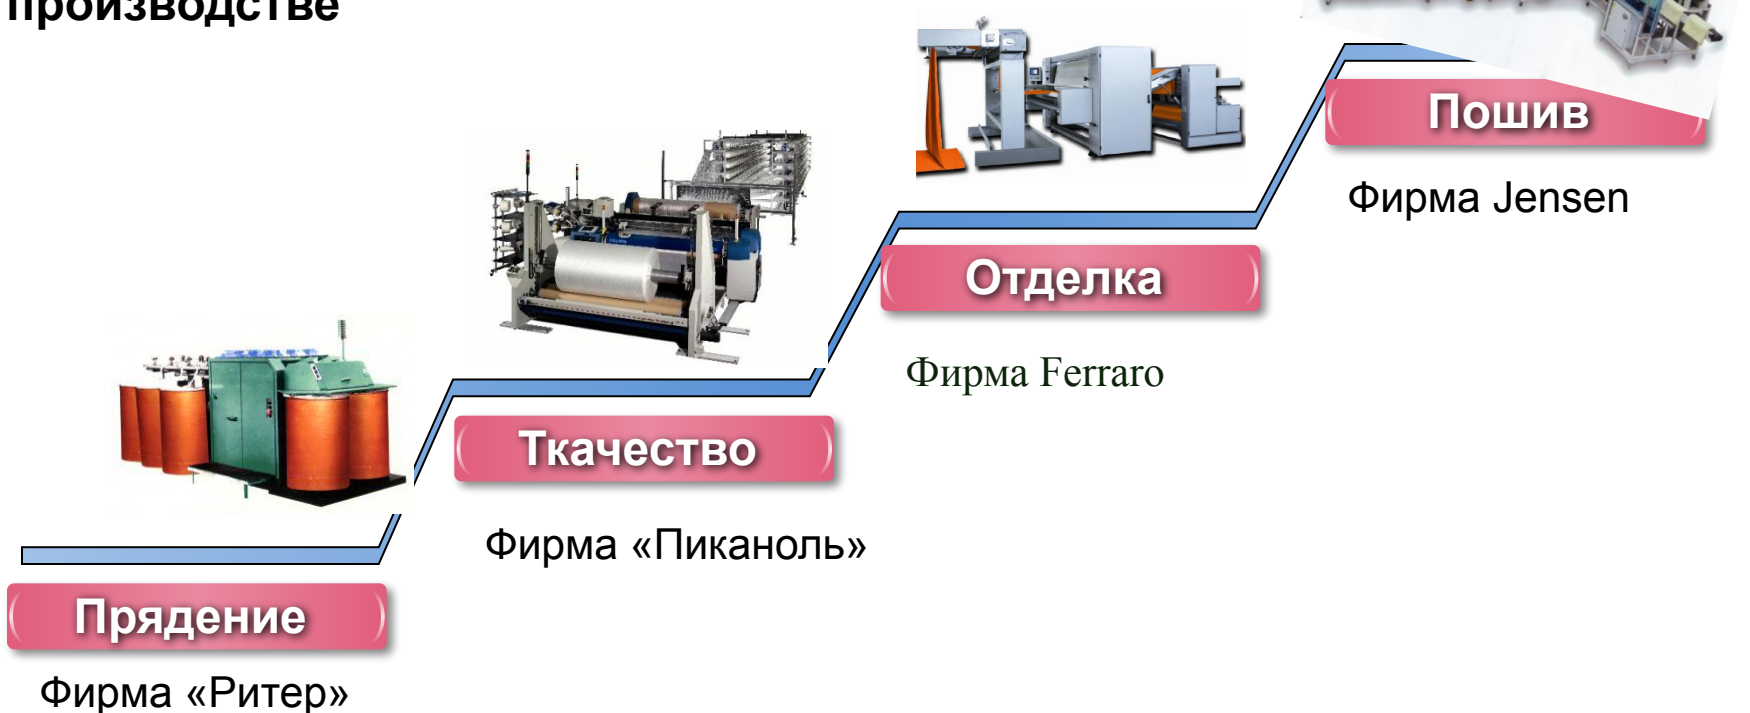 производстве
Пошив
Фирма Jensen
Отделка
Фирма Ferraro
Ткачество
Фирма «Пиканоль»
Прядение
Фирма «Ритер»